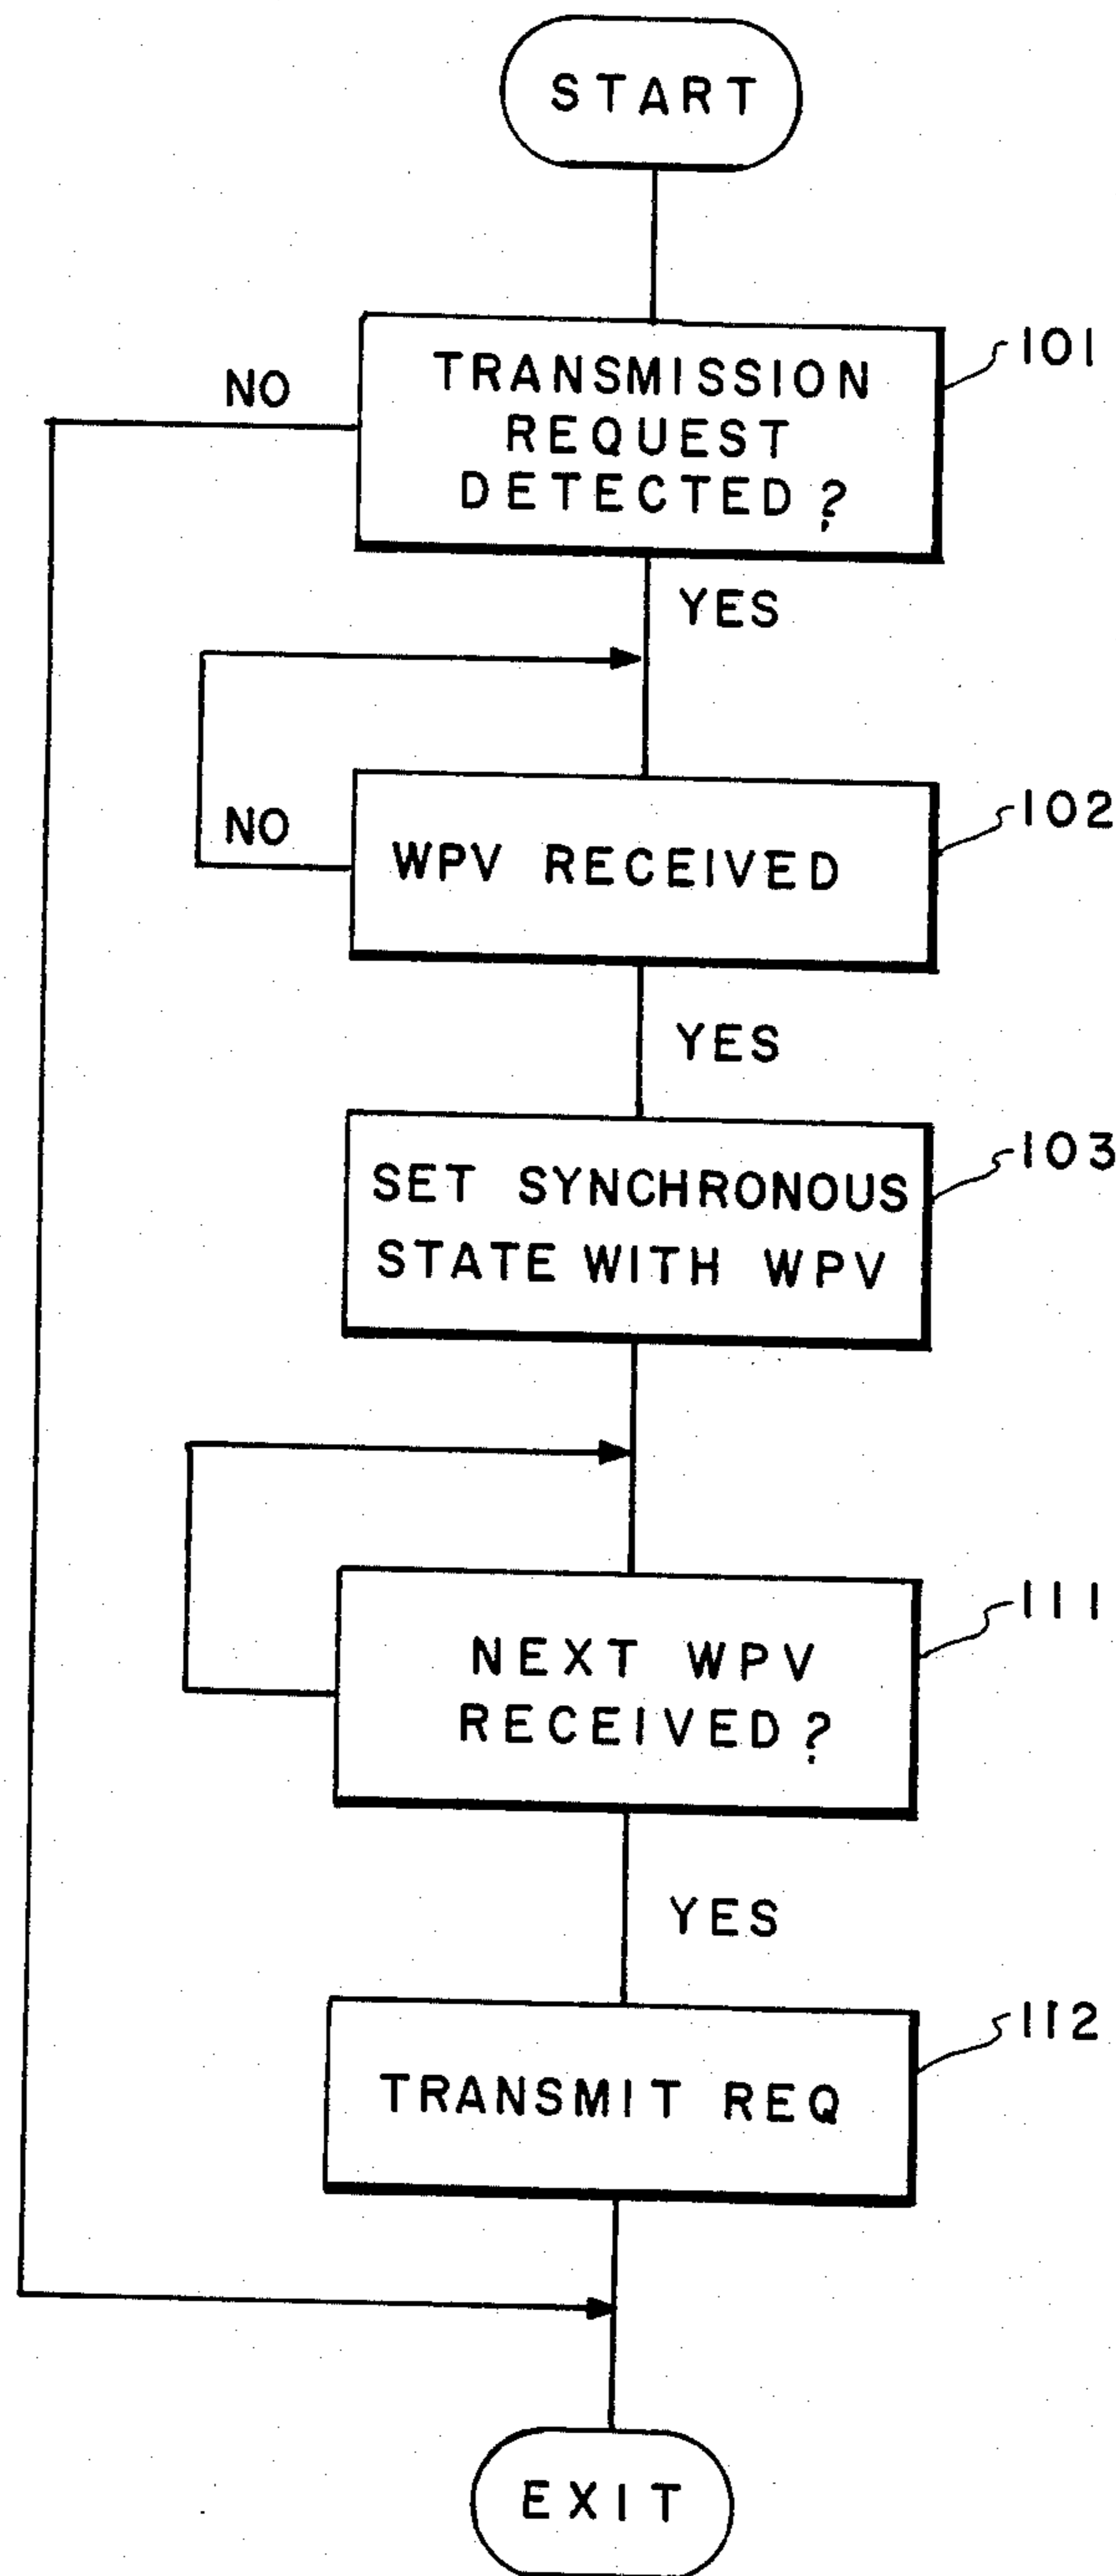 START
NO
TRANSMISSION
REQUEST
DETECTED?
101
YES
NO
WPV RECEIVED
102
YES
SET SYNCHRONOUS
STATE WITH WPV
103
NEXT WPV
RECEIVED?
111
YES
TRANSMIT REQ
112
EXIT